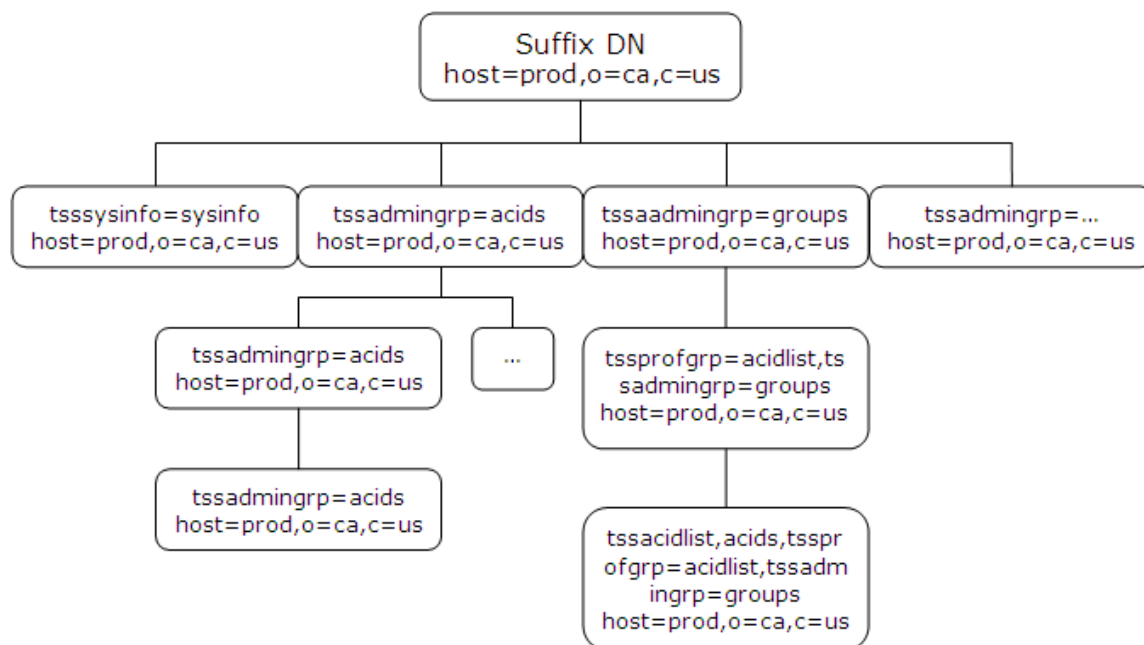 Suffix DN
host=prod,o=ca,c=us
tsssysinfo=sysinfo
host=prod,o=ca,c=us
tssadmingrp=acids
host=prod,o=ca,c=us
tssaadmingrp=groups
host=prod,o=ca,c=us
tssadmingrp=...
host=prod,o=ca,c=us
tssadmingrp=acids
host=prod,o=ca,c=us
...
tssprofgrp=acidlist,ts
sadmingrp=groups
host=prod,o=ca,c=us
tssadmingrp=acids
host=prod,o=ca,c=us
tssacidlist,acids,tsspr
ofgrp=acidlist,tssadm
ingrp=groups
host=prod,o=ca,c=us